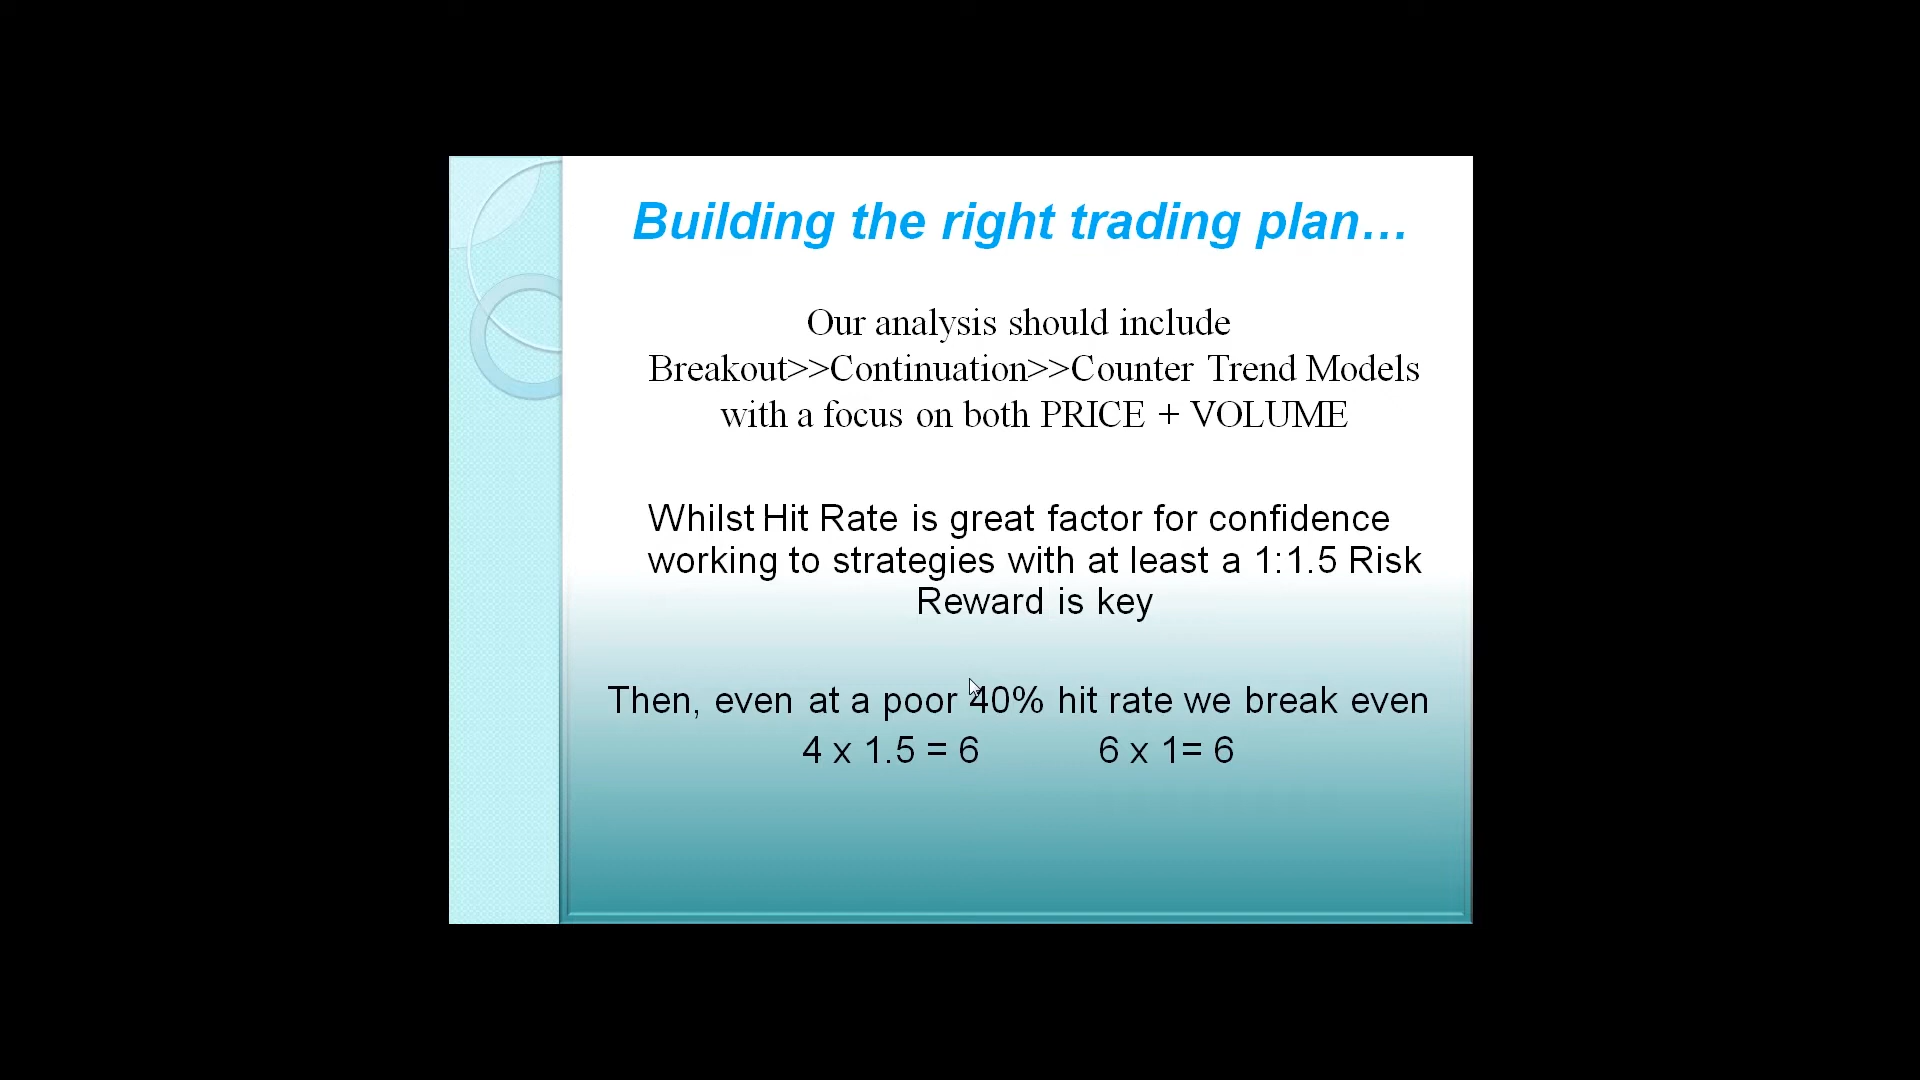 Building the right trading plan…
Our analysis should include
Breakout>>Continuation>>Counter Trend Models
with a focus on both PRICE + VOLUME
Whilst Hit Rate is great factor for confidence
working to strategies with at least a 1:1.5 Risk
Reward is key
Then, even at a poor 40% hit rate we break even
4 x 1.5 = 6 6 x 1= 6